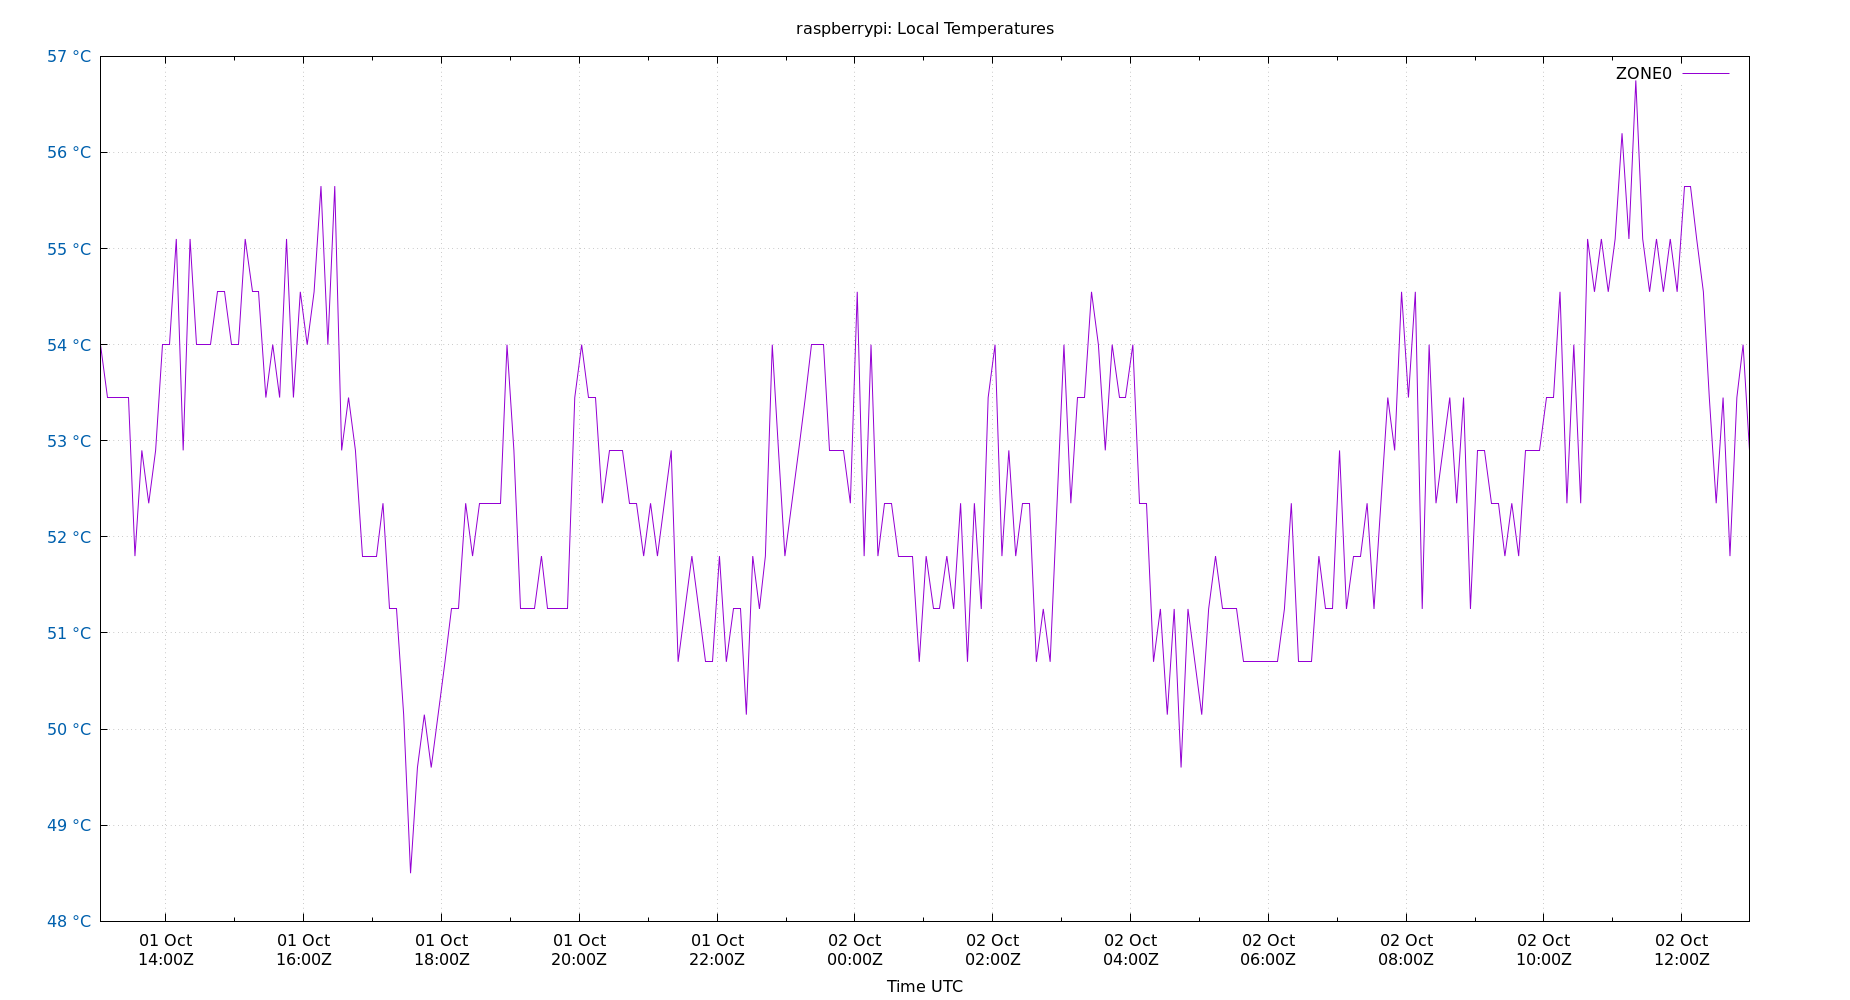 raspberrypi: Local Temperatures
57 °C
ZONE0
56 °C
55 °C
54 °C
53 °C
52 °C
51 °C
50 °C
49 °C
48 °C
01 Oct 01 Oct 01 Oct 01 Oct 01 Oct 02 Oct 02 Oct 02 Oct 02 Oct 02 Oct 02 Oct 02 Oct
14:00Z 16:00Z 18:00Z 20:00Z 22:00Z 00:00Z 02:00Z 04:00Z 06:00Z 08:00Z 10:00Z 12:00Z
Time UTC